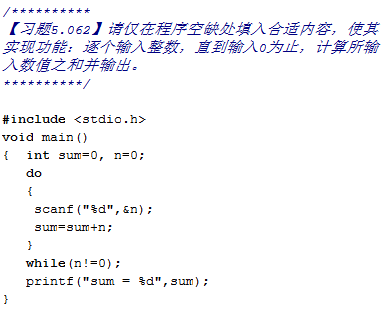 /**********
【习题5.062】请仅在程序空缺处填入合适内容，使其
实现功能：逐个输入整数，直到输入0为止，计算所输
入数值之和并输出。
**********/
#include <stdio.h>
void main()
{  int sum=0, n=0;
   do
   {
    scanf("%d",&n);
    sum=sum+n;
   }
   while(n!=0);
   printf("sum = %d",sum);
}